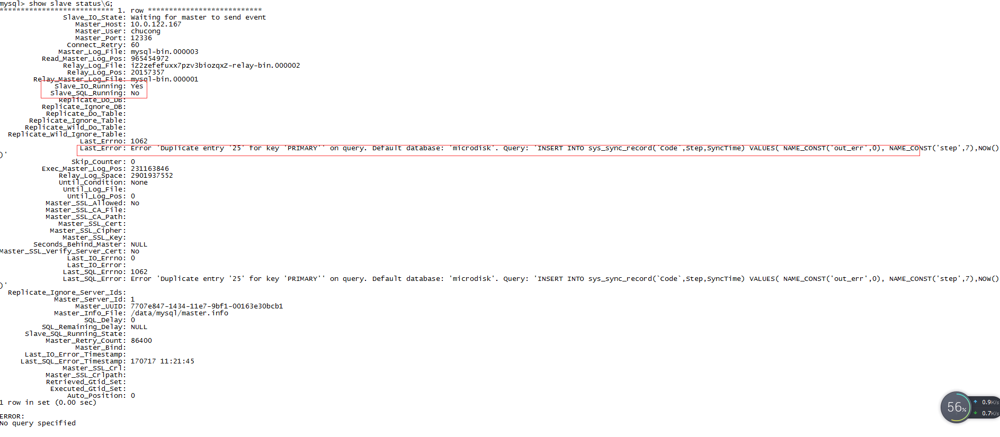 mysql> show slave status\G;
*************************** 1. row ***************************
Slave_IO_State: Waiting for master to send event
Master_Host: 10.0.122.167
Master_User: chucong
Master_Port: 12336
Connect_Retry: 60
Master_Log_File: mysql-bin.000003
Read_Master_Log_Pos: 965454972
Relay_Log_File: iZ2zefefuxx7pzv3biozqxZ-relay-bin.000002
Relay_Log_Pos: 20157357
Relay_Master_Log_File: mysql-bin.000001
Slave_IO_Running: Yes
Slave_SQL_Running: No
Replicate_Do_DB:
Replicate_Ignore_DB:
Replicate_Do_Table:
Replicate_Ignore_Table:
Replicate_Wild_Do_Table:
Replicate_Wild_Ignore_Table:
Last_Errno: 1062
Last_Error: Error 'Duplicate entry '25' for key 'PRIMARY'' on query. Default database: 'microdisk'. Query: 'INSERT INTO sys_sync_record(`Code`,Step,SyncTime) VALUES( NAME_CONST('out_err',0), NAME_CONST('step',7),NOW()
)'
Skip_Counter: 0
Exec_Master_Log_Pos: 231163846
Relay_Log_Space: 2901937552
Until_Condition: None
Until_Log_File:
Until_Log_Pos: 0
Master_SSL_Allowed: No
Master_SSL_CA_File:
Master_SSL_CA_Path:
Master_SSL_Cert:
Master_SSL_Cipher:
Master_SSL_Key:
Seconds_Behind_Master: NULL
Master_SSL_Verify_Server_Cert: No
Last_IO_Errno: 0
Last_IO_Error:
Last_SQL_Errno: 1062
Last_SQL_Error: Error 'Duplicate entry '25' for key 'PRIMARY'' on query. Default database: 'microdisk'. Query: 'INSERT INTO sys_sync_record(`Code`,Step,SyncTime) VALUES( NAME_CONST('out_err',0), NAME_CONST('step',7),NOW()
)'
Replicate_Ignore_Server_Ids:
Master_Server_Id: 1
Master_UUID: 7707e847-1434-11e7-9bf1-00163e30bcb1
Master_Info_File: /data/mysql/master.info
SQL_Delay: 0
SQL_Remaining_Delay: NULL
Slave_SQL_Running_State:
Master_Retry_Count: 86400
Master_Bind:
Last_IO_Error_Timestamp:
Last_SQL_Error_Timestamp: 170717 11:21:45
Master_SSL_Crl:
Master_SSL_Crlpath:
Retrieved_Gtid_Set:
Executed_Gtid_Set:
Auto_Position: 0
1 row in set (0.00 sec)
ERROR:
No query specified
56%
0.9K/s
0.7K/s